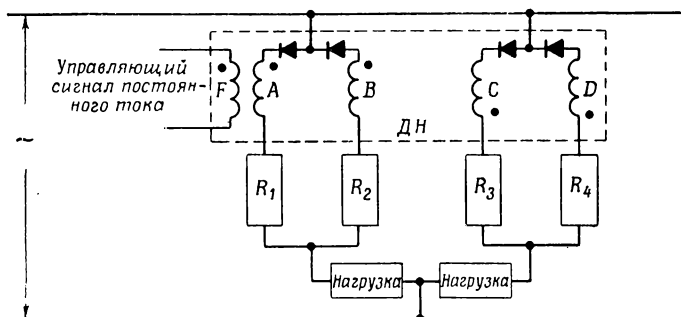 Управляющий
сигнал постоян-
ного тока
F
A
B
C
D
ДН
~
R1
R2
R3
R4
Нагрузка
Нагрузка